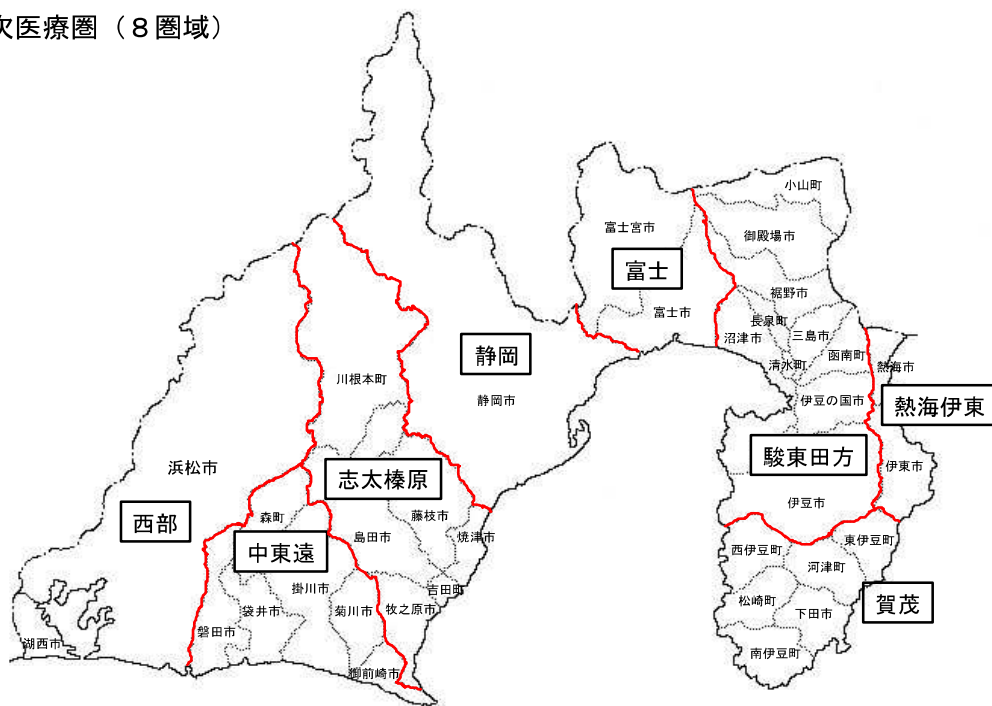 次医療圏（８圏域）
小山町
富士宮市
御殿場市
富士
裾野市
富士市
長泉町
沼津市
三島市
静岡
函南町
清水町
熱海市
川根本町
静岡市
伊豆の国市
熱海伊東
駿東田方
浜松市
伊東市
志太榛原
伊豆市
西部
森町
藤枝市
島田市
焼津市
中東遠
西伊豆町
東伊豆町
河津町
掛川市
吉田町
松崎町
賀茂
袋井市
菊川市
牧之原市
下田市
磐田市
湖西市
南伊豆町
御前崎市